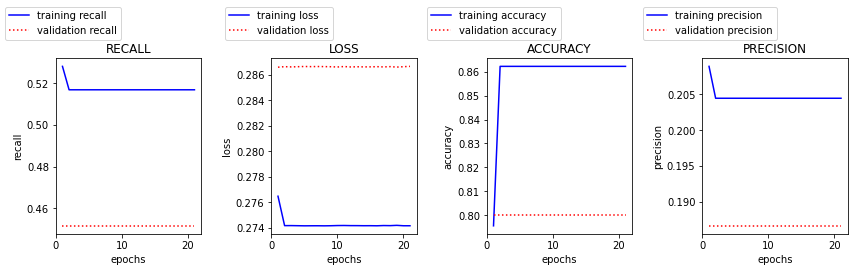 training recall
validation recall
RECALL
0.52
0.50
0.48
0.46
recall
0
10
20
epochs
training loss
validation loss
LOSS
0.286
0.284
0.282
0.280
0.278
0.276
0.274
loss
0
10
20
epochs
training accuracy
validation accuracy
ACCURACY
0.86
0.85
0.84
0.83
0.82
0.81
0.80
accuracy
0
10
20
epochs
training precision
validation precision
PRECISION
0.205
0.200
0.195
0.190
precision
0
10
20
epochs